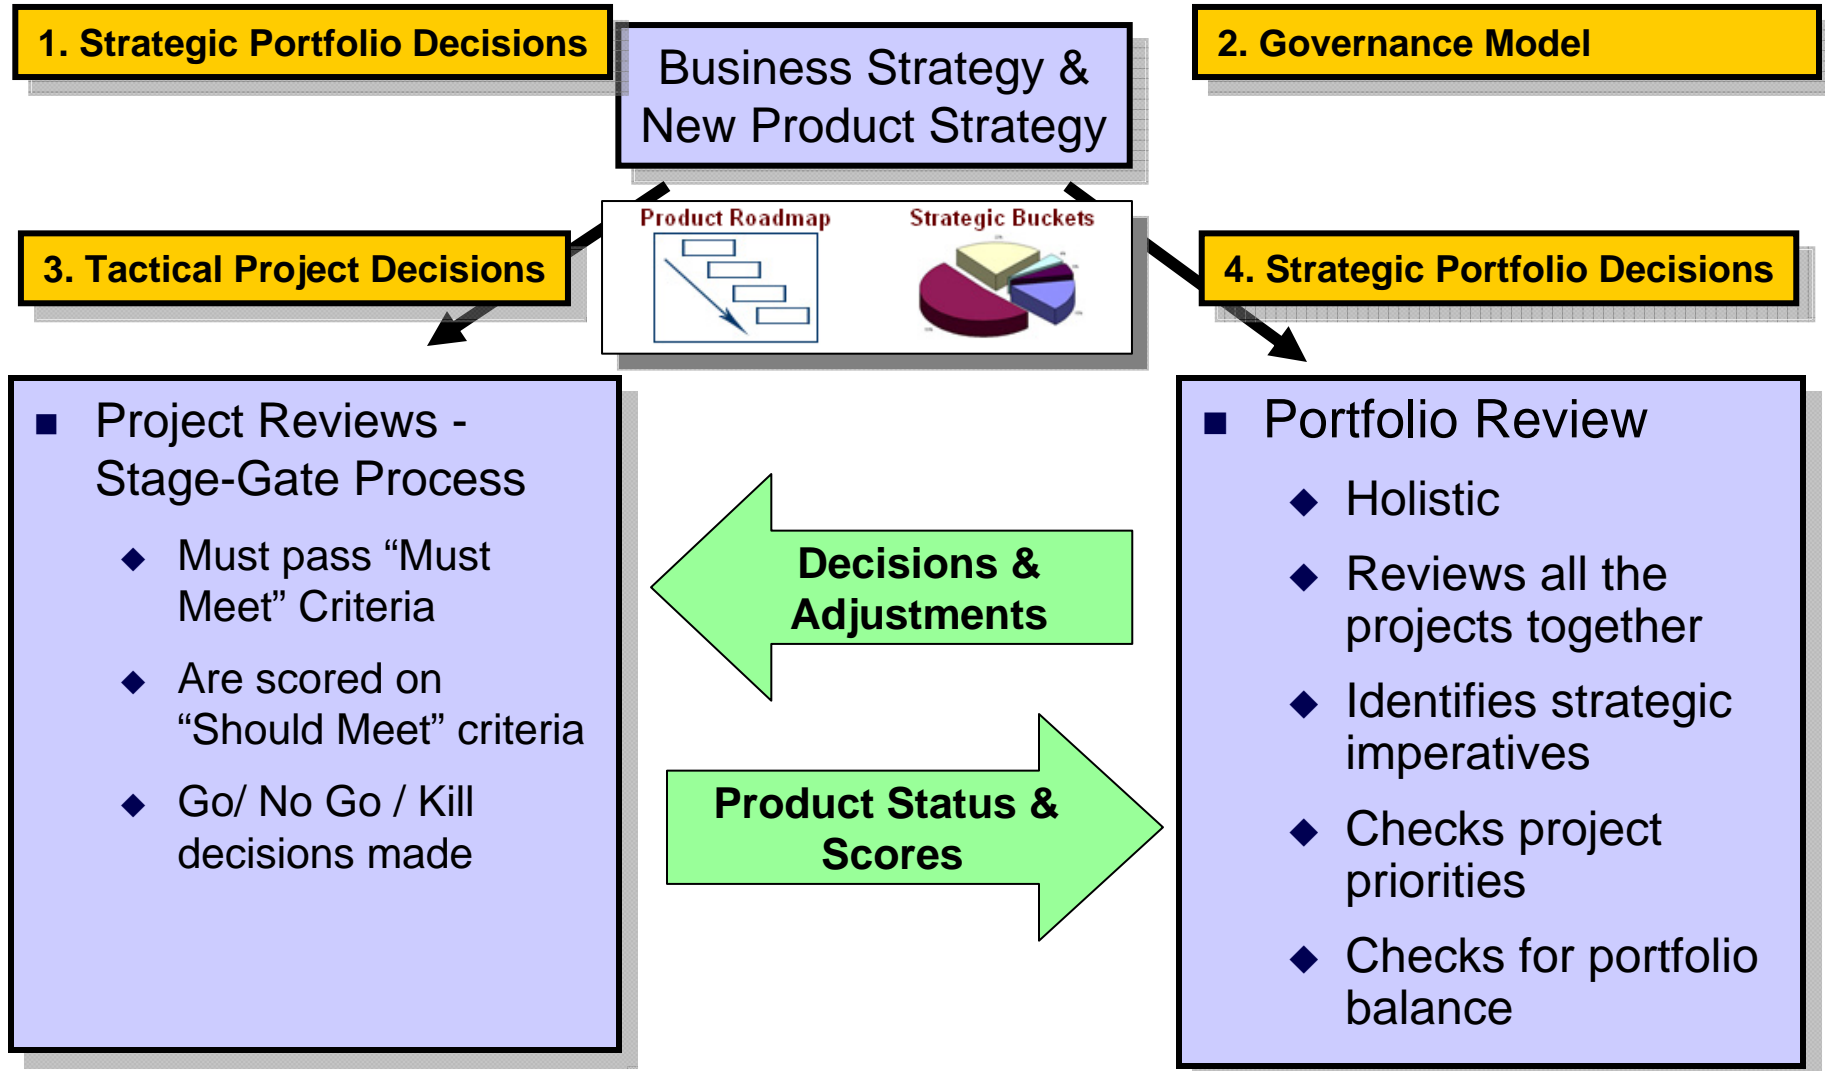 1. Strategic Portfolio Decisions
Business Strategy &
New Product Strategy
2. Governance Model
Product Roadmap
Strategic Buckets
3. Tactical Project Decisions
4. Strategic Portfolio Decisions
Project Reviews -
Stage-Gate Process
Must pass “Must
Meet” Criteria
Are scored on
“Should Meet” criteria
Go/ No Go / Kill
decisions made
Decisions &
Adjustments
Product Status &
Scores
Portfolio Review
Holistic
Reviews all the
projects together
Identifies strategic
imperatives
Checks project
priorities
Checks for portfolio
balance